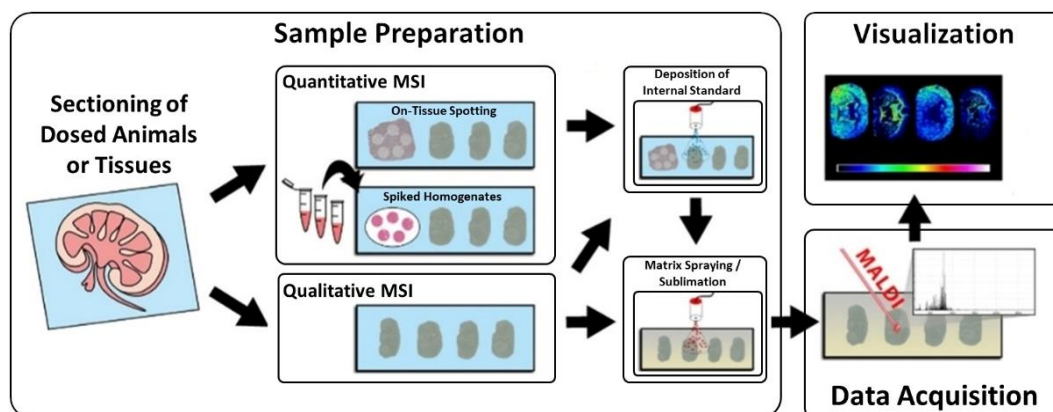 Sample Preparation
Sectioning of
Dosed Animals
or Tissues
Quantitative MSI
On-Tissue Spotting
Spiked Homogenates
Qualitative MSI
Deposition of
Internal Standard
Matrix Spraying /
Sublimation
Visualization
MALDI
Data Acquisition